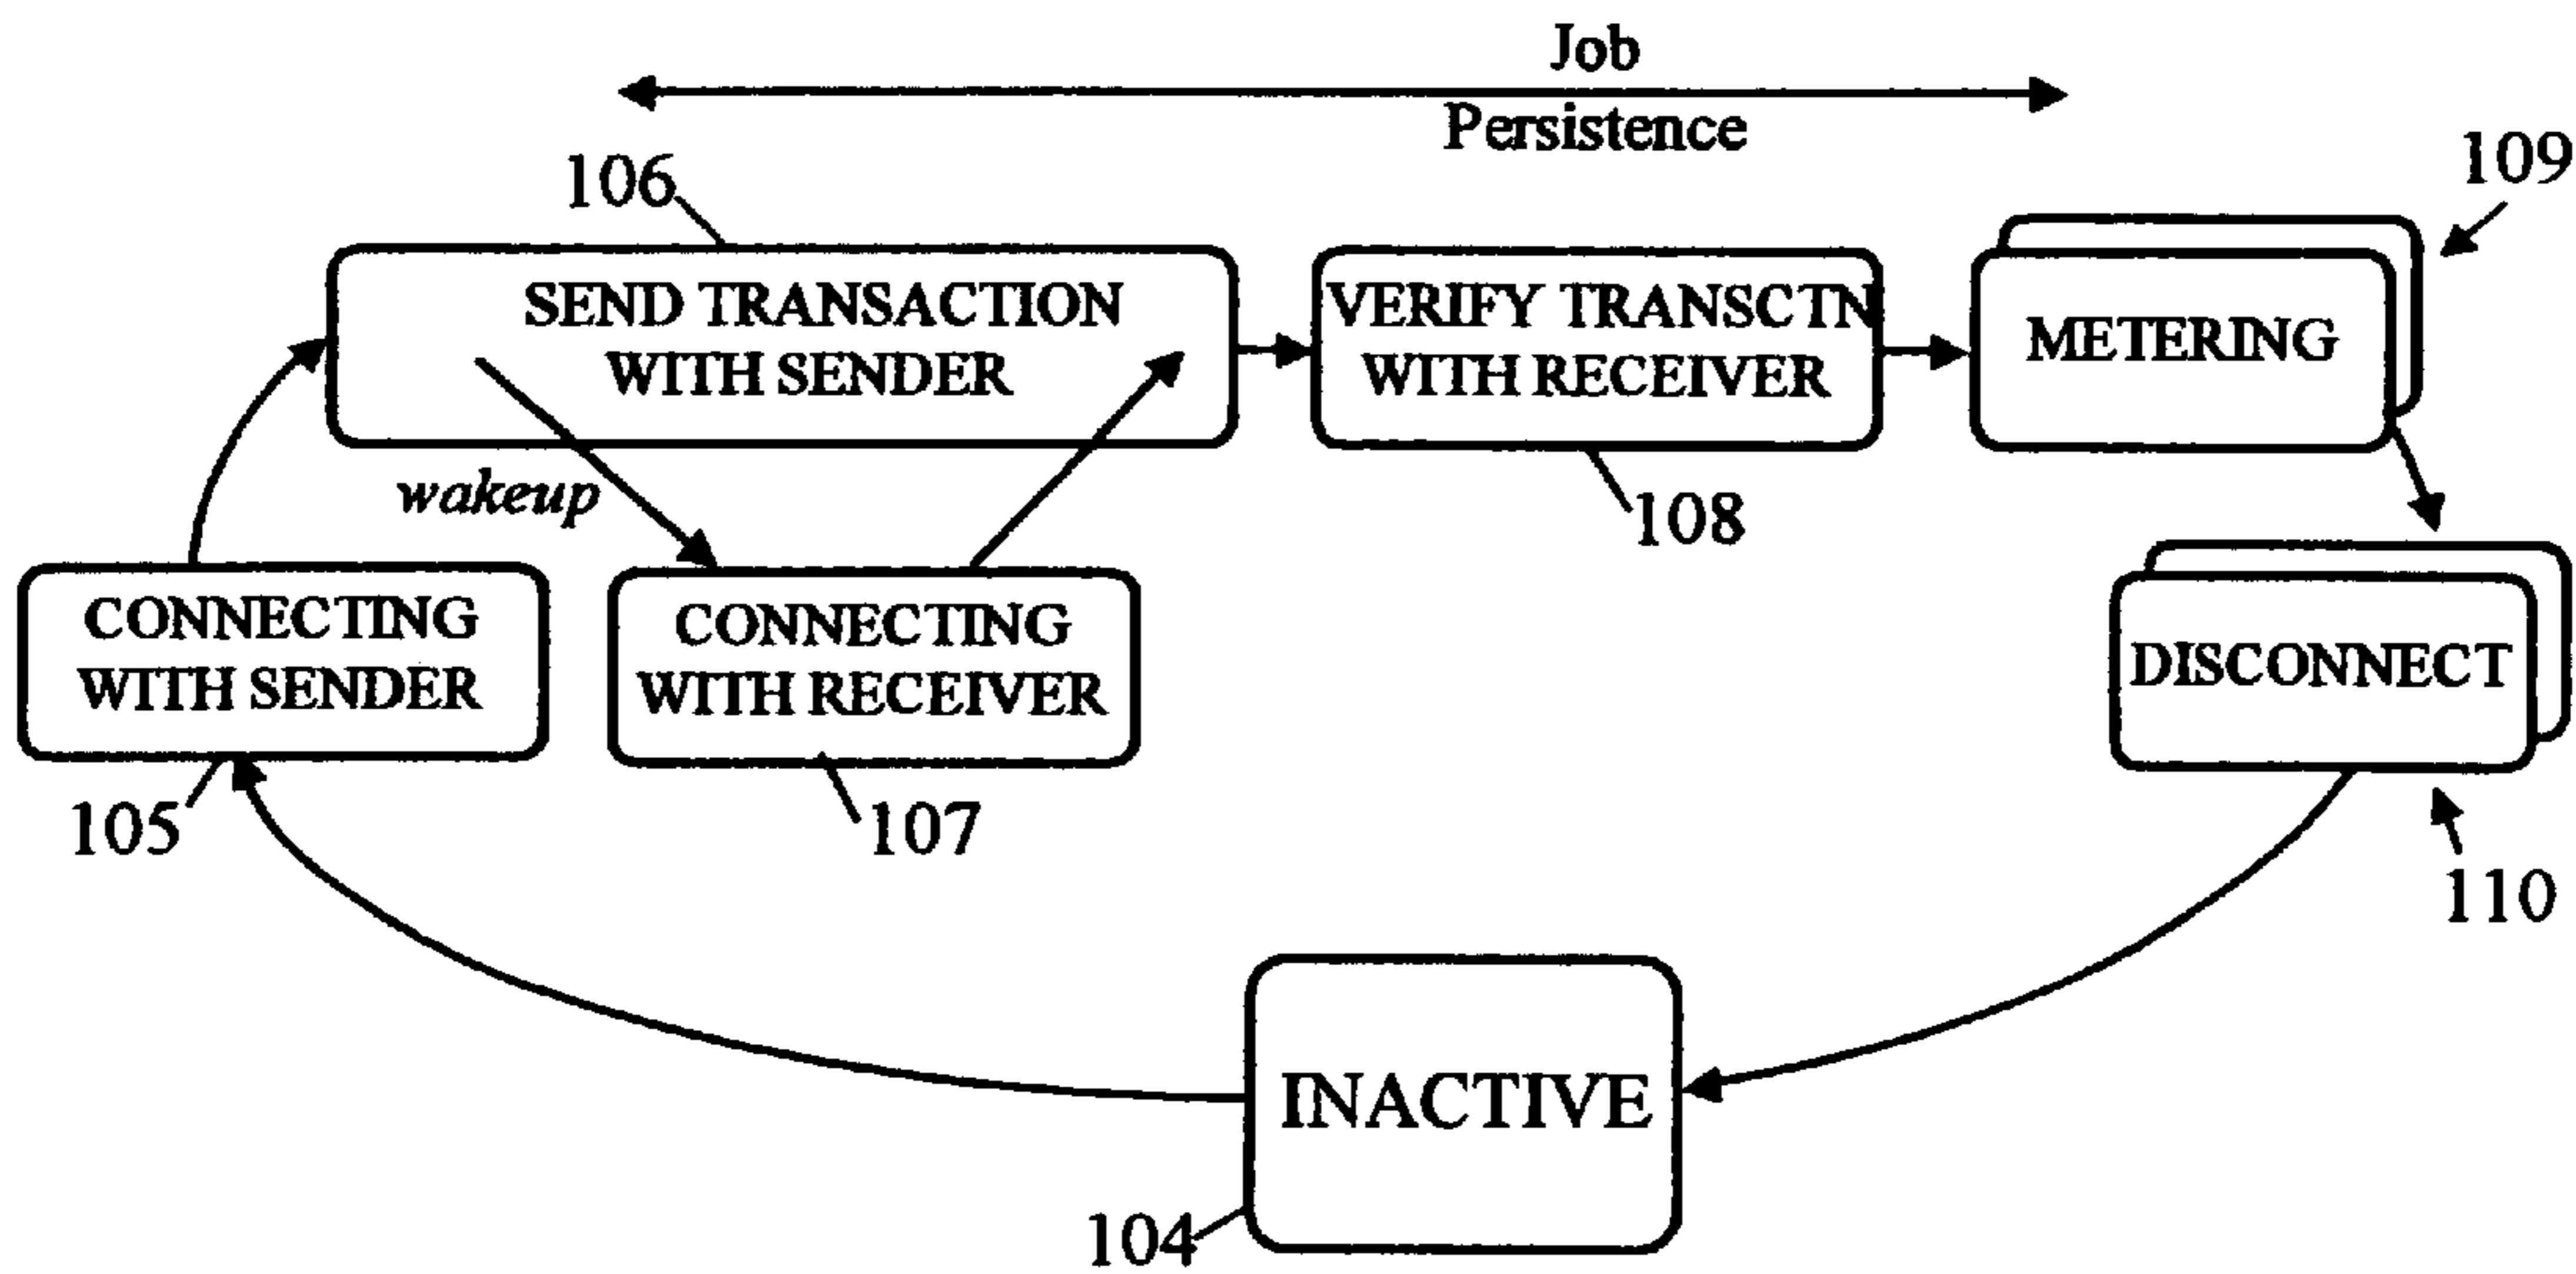 Job
Persistence
106
109
SEND TRANSACTION
WITH SENDER
VERIFY TRANSCTN
WITH RECEIVER
METERING
wakeup
108
CONNECTING
WITH SENDER
CONNECTING
WITH RECEIVER
DISCONNECT
105
107
110
INACTIVE
104